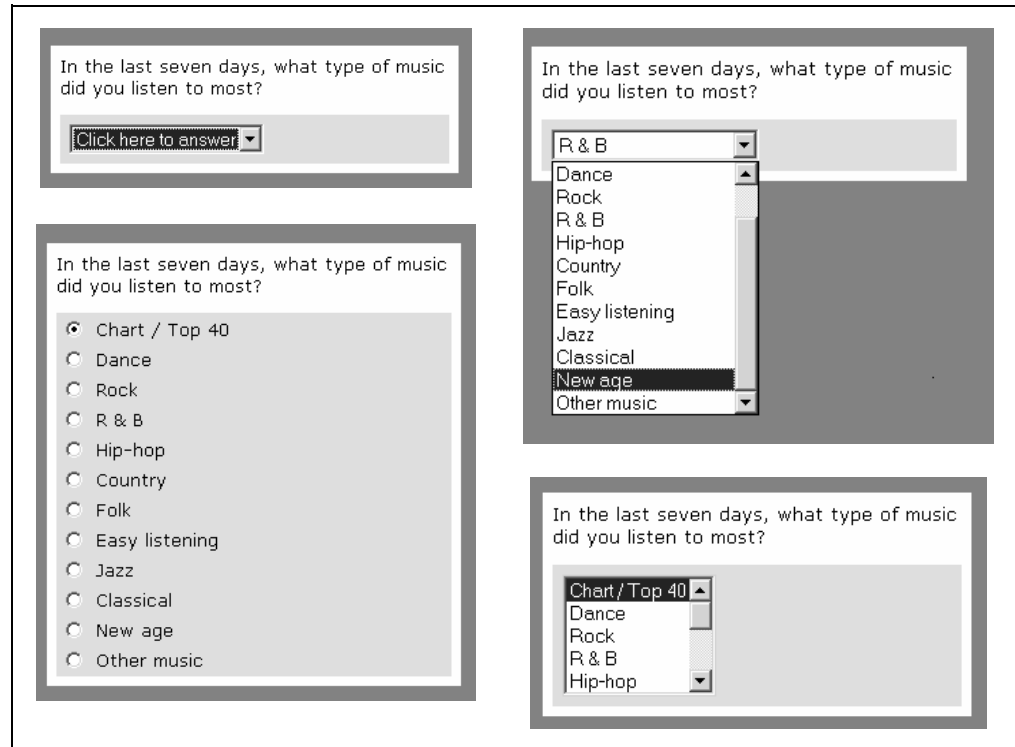 In the last seven days, what type of music
did you listen to most?
Click here to answer
In the last seven days, what type of music
did you listen to most?
Chart / Top 40
Dance
Rock
R & B
Hip-hop
Country
Folk
Easy listening
Jazz
Classical
New age
Other music
In the last seven days, what type of music
did you listen to most?
R & B
Dance
Rock
R & B
Hip-hop
Country
Folk
Easy listening
Jazz
Classical
New age
Other music
In the last seven days, what type of music
did you listen to most?
Chart / Top 40
Dance
Rock
R & B
Hip-hop